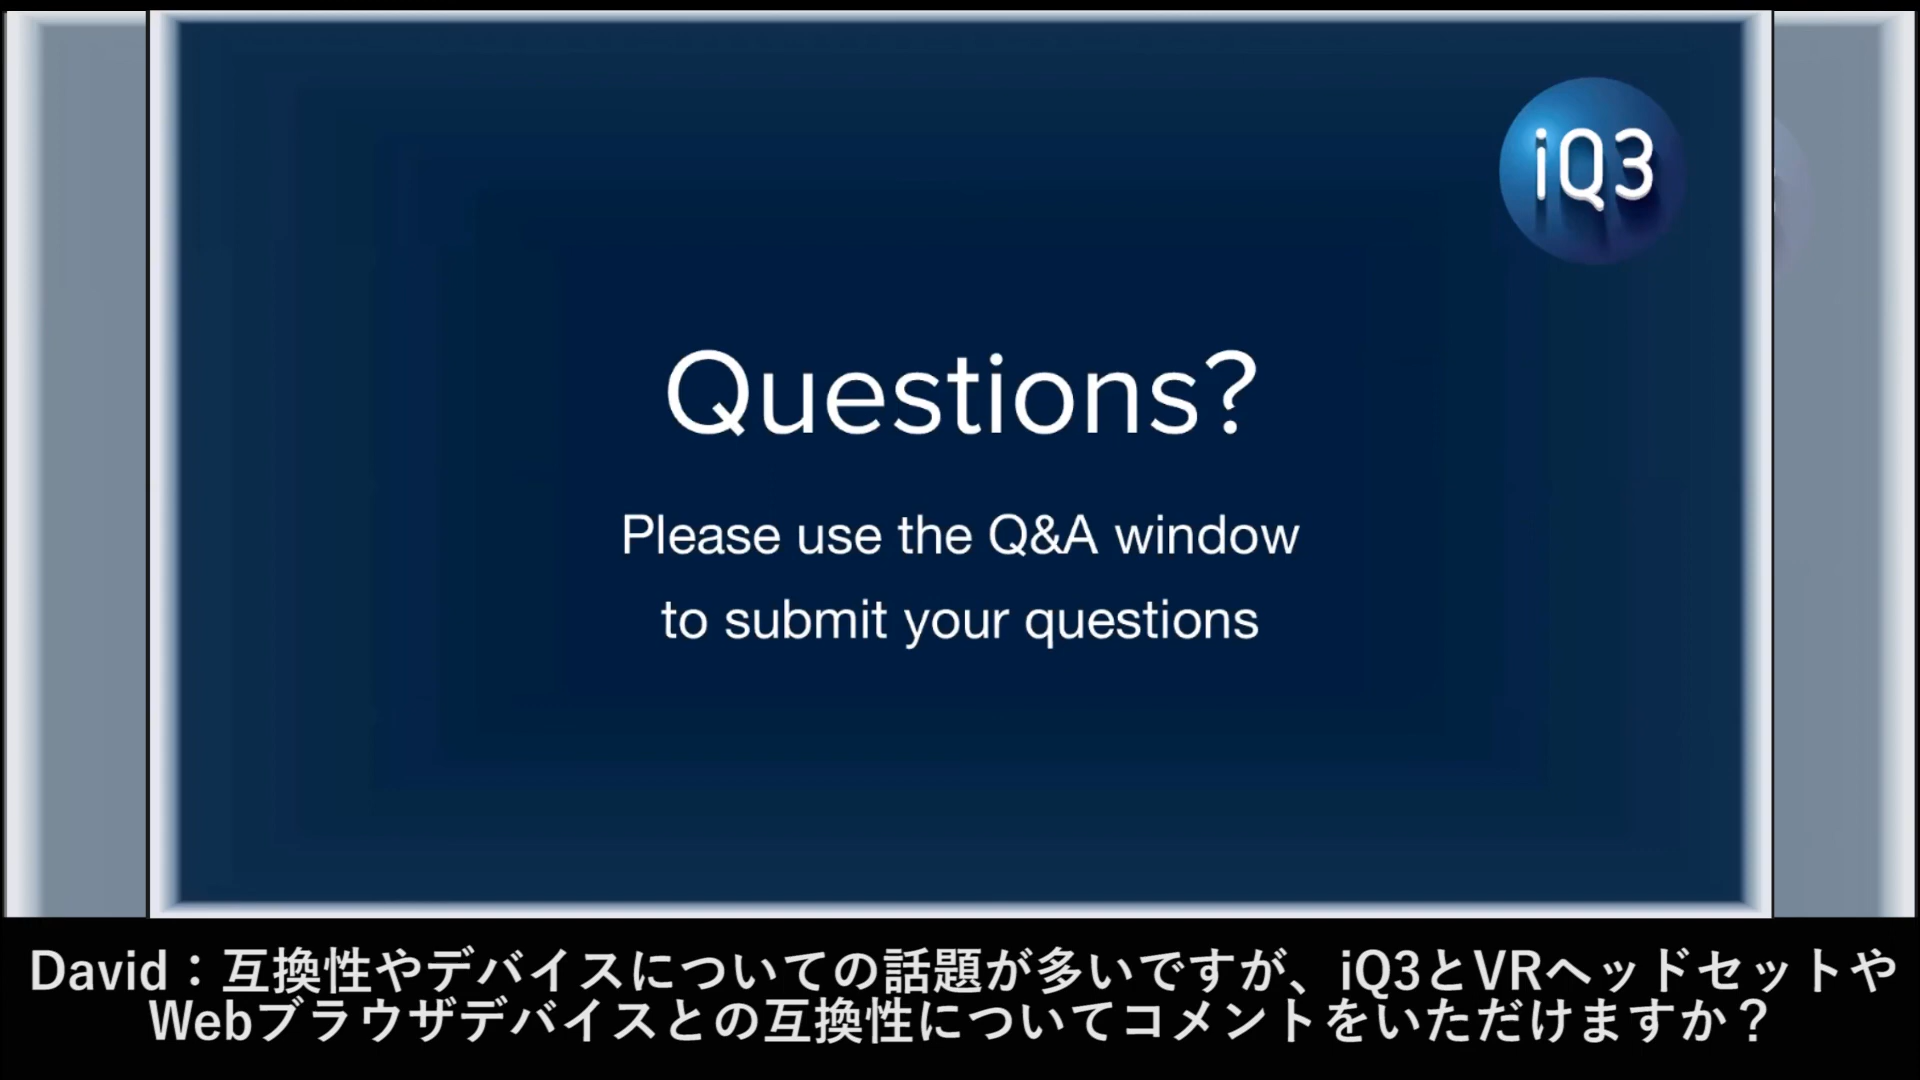 iQ3
Questions?
Please use the Q&A window
to submit your questions
David：互換性やデバイスについての話題が多いですが、iQ3とVRヘッドセットや
Webブラウザデバイスとの互換性についてコメントをいただけますか？